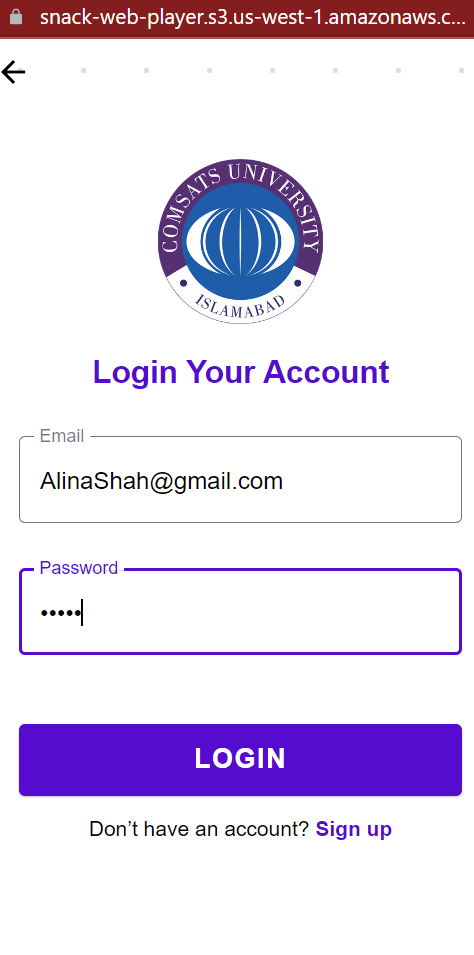 snack-web-player.s3.us-west-1.amazonaws.c...
COMSATS UNIVERSITY
ISLAMABAD
Login Your Account
Email
AlinaShah@gmail.com
Password
•••••
LOGIN
Don’t have an account? Sign up